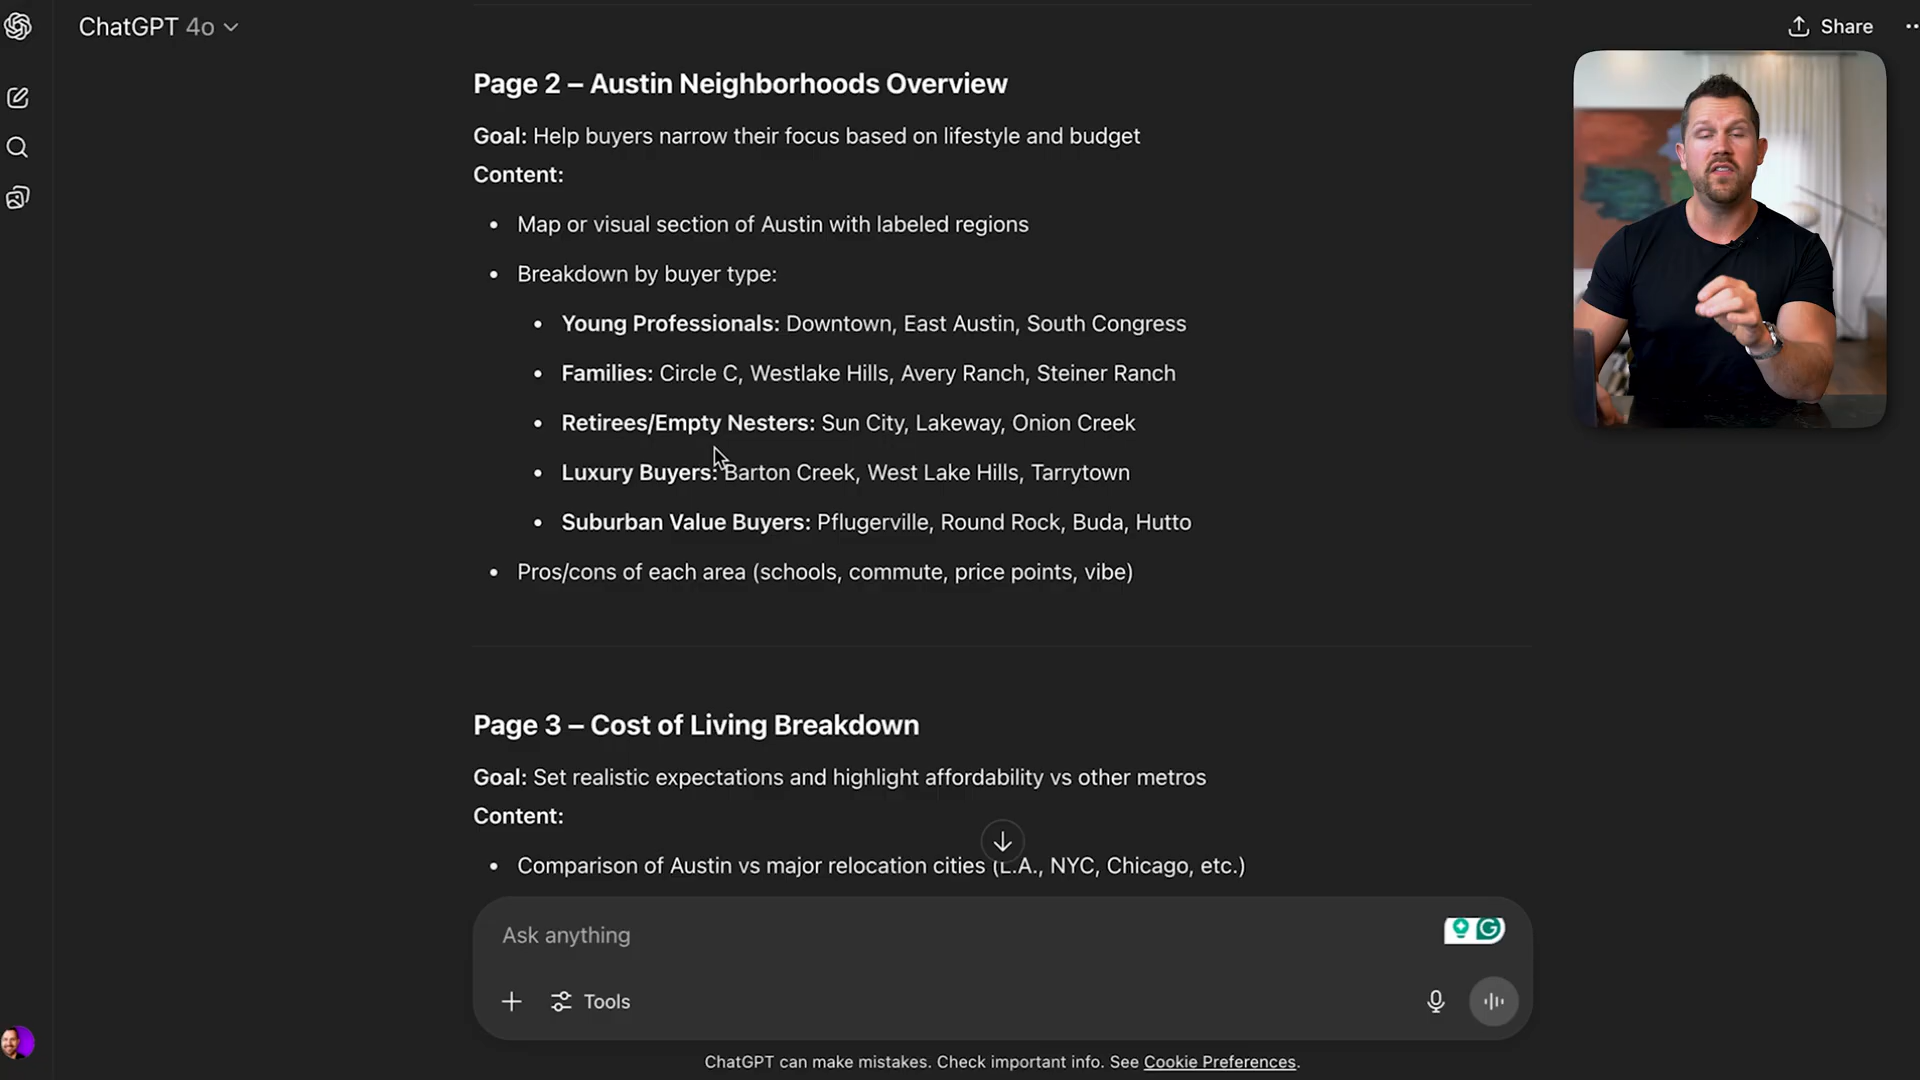 ChatGPT 4o
Share
Page 2 – Austin Neighborhoods Overview
Goal: Help buyers narrow their focus based on lifestyle and budget
Content:
• Map or visual section of Austin with labeled regions
• Breakdown by buyer type:
• Young Professionals: Downtown, East Austin, South Congress
• Families: Circle C, Westlake Hills, Avery Ranch, Steiner Ranch
• Retirees/Empty Nesters: Sun City, Lakeway, Onion Creek
• Luxury Buyers: Barton Creek, West Lake Hills, Tarrytown
• Suburban Value Buyers: Pflugerville, Round Rock, Buda, Hutto
• Pros/cons of each area (schools, commute, price points, vibe)
Page 3 – Cost of Living Breakdown
Goal: Set realistic expectations and highlight affordability vs other metros
Content:
• Comparison of Austin vs major relocation cities (L.A., NYC, Chicago, etc.)
Ask anything
Tools
ChatGPT can make mistakes. Check important info. See Cookie Preferences.